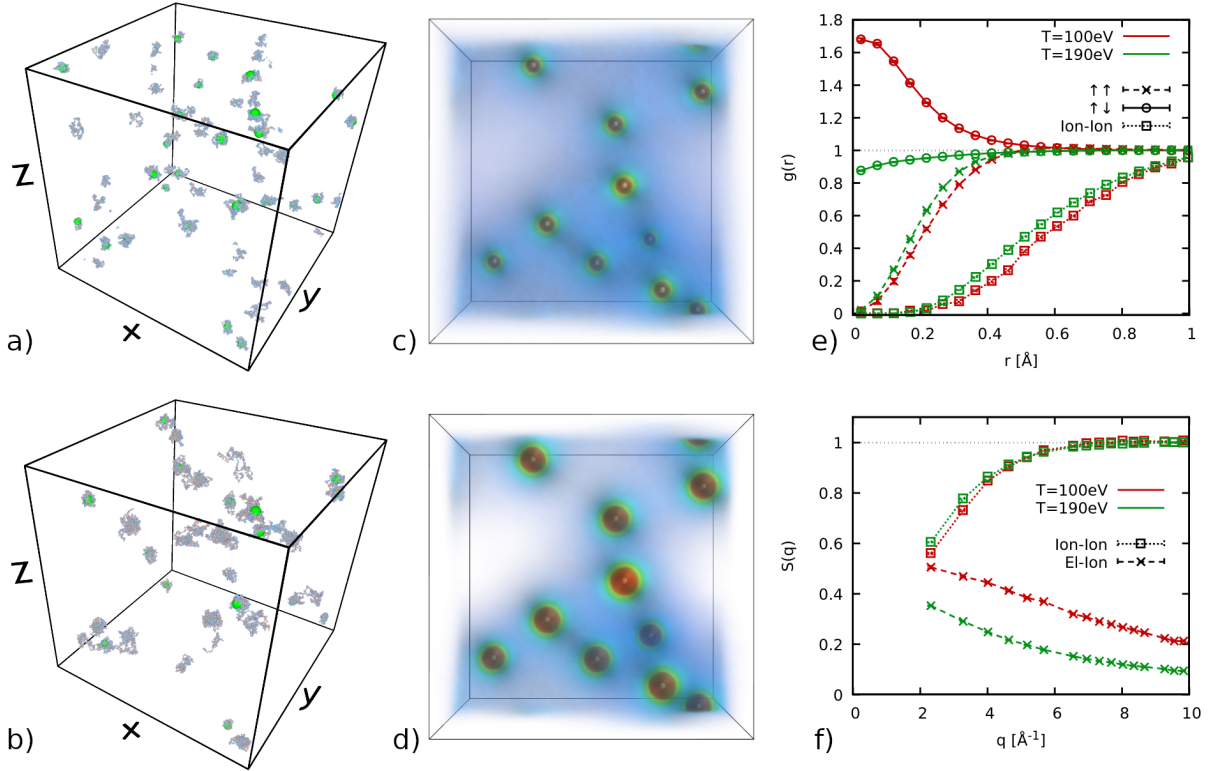 z
x
y
a)
c)
g(r)
1.8
1.6
1.4
1.2
1
0.8
0.6
0.4
0.2
0
T=100eV
T=190eV
↑↑
↑↓
Ion-Ion
0
0.2
0.4
0.6
0.8
1
r [Å]
e)
z
x
y
b)
d)
S(q)
1
0.8
0.6
0.4
0.2
0
T=100eV
T=190eV
Ion-Ion
El-Ion
0
2
4
6
8
10
q [Å-1]
f)